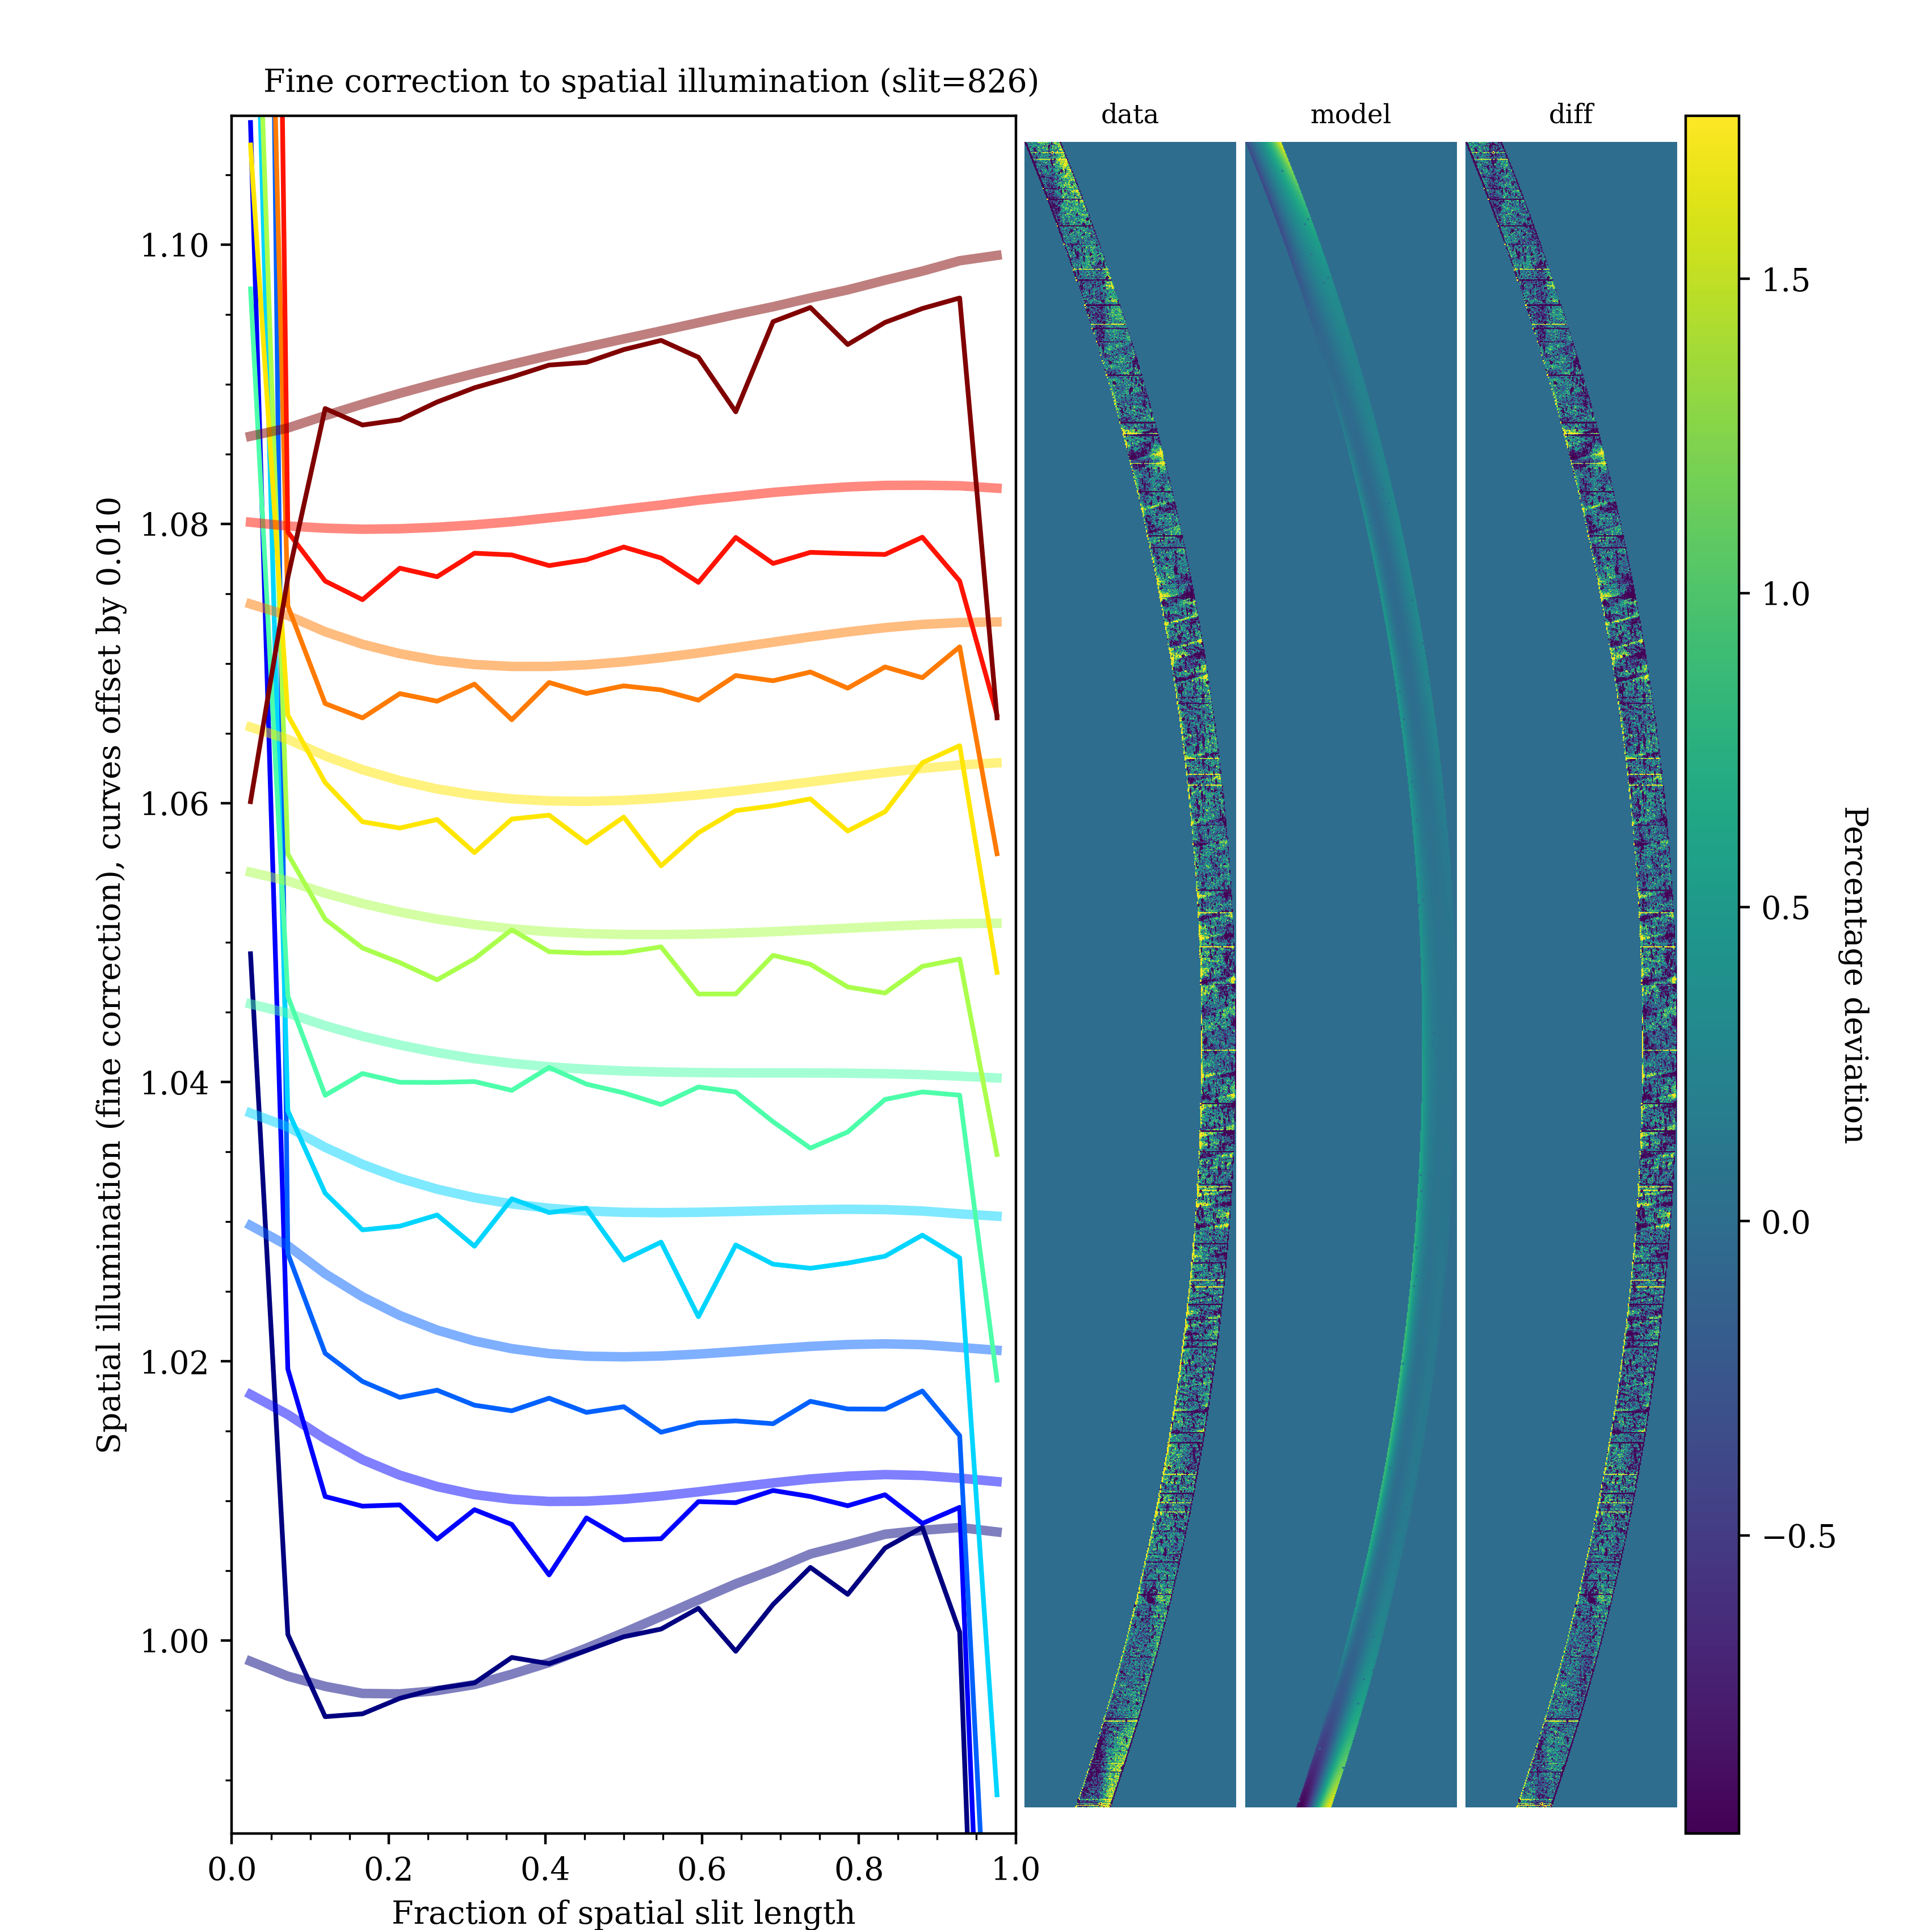 Fine correction to spatial illumination (slit=826)
data
model
diff
Spatial illumination (fine correction), curves offset by 0.010
1.10
1.08
1.06
1.04
1.02
1.00
0.0
0.2
0.4
0.6
0.8
1.0
Fraction of spatial slit length
1.5
1.0
0.5
0.0
−0.5
Percentage deviation